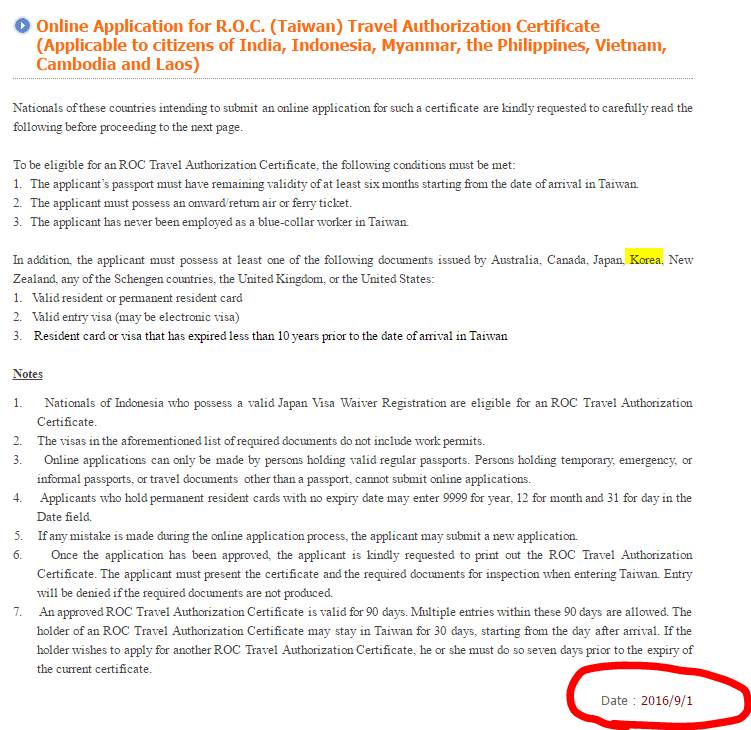 Online Application for R.O.C. (Taiwan) Travel Authorization Certificate
(Applicable to citizens of India, Indonesia, Myanmar, the Philippines, Vietnam,
Cambodia and Laos)
Nationals of these countries intending to submit an online application for such a certificate are kindly requested to carefully read the
following before proceeding to the next page.
To be eligible for an ROC Travel Authorization Certificate, the following conditions must be met:
1. The applicant's passport must have remaining validity of at least six months starting from the date of arrival in Taiwan.
2. The applicant must possess an onward/return air or ferry ticket.
3. The applicant has never been employed as a blue-collar worker in Taiwan.
In addition, the applicant must possess at least one of the following documents issued by Australia, Canada, Japan, Korea, New
Zealand, any of the Schengen countries, the United Kingdom, or the United States:
1. Valid resident or permanent resident card
2. Valid entry visa (may be electronic visa)
3. Resident card or visa that has expired less than 10 years prior to the date of arrival in Taiwan
Notes
1. Nationals of Indonesia who possess a valid Japan Visa Waiver Registration are eligible for an ROC Travel Authorization
Certificate.
2. The visas in the aforementioned list of required documents do not include work permits.
3. Online applications can only be made by persons holding valid regular passports. Persons holding temporary, emergency, or
informal passports, or travel documents other than a passport, cannot submit online applications.
4. Applicants who hold permanent resident cards with no expiry date may enter 9999 for year, 12 for month and 31 for day in the
Date field.
5. If any mistake is made during the online application process, the applicant may submit a new application.
6. Once the application has been approved, the applicant is kindly requested to print out the ROC Travel Authorization
Certificate. The applicant must present the certificate and the required documents for inspection when entering Taiwan. Entry
will be denied if the required documents are not produced.
7. An approved ROC Travel Authorization Certificate is valid for 90 days. Multiple entries within these 90 days are allowed. The
holder of an ROC Travel Authorization Certificate may stay in Taiwan for 30 days, starting from the day after arrival. If the
holder wishes to apply for another ROC Travel Authorization Certificate, he or she must do so seven days prior to the expiry of
the current certificate.
Date : 2016/9/1